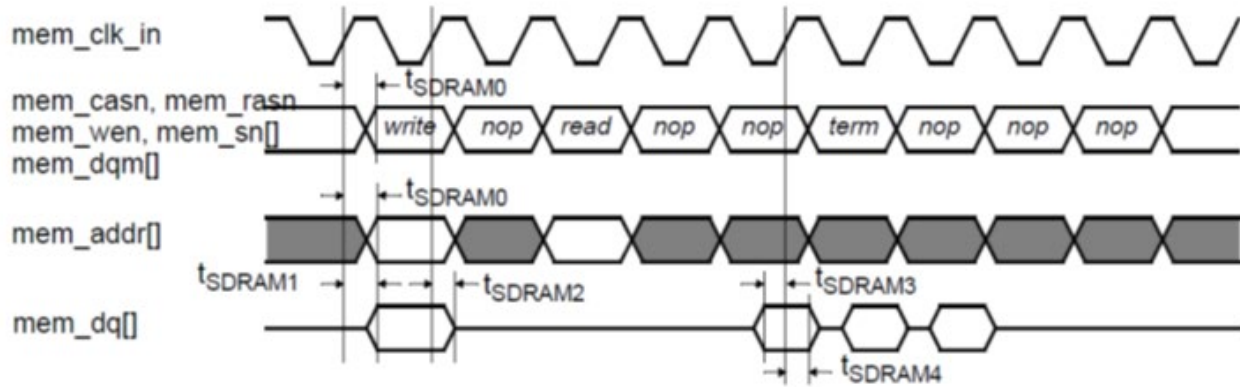 mem_clk_in
tSDRAM0
mem_casn, mem_rasn
mem_wen, mem_sn[]
write nop read nop nop term nop nop nop
mem_dqm[]
tSDRAM0
mem_addr[]
tSDRAM1 tSDRAM2 tSDRAM3
mem_dq[]
tSDRAM4